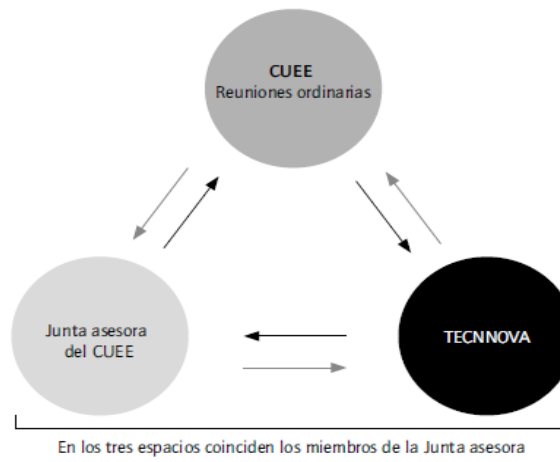 CUEE
Reuniones ordinarias
Junta asesora
del CUEE
TECNNOVA
En los tres espacios coinciden los miembros de la Junta asesora